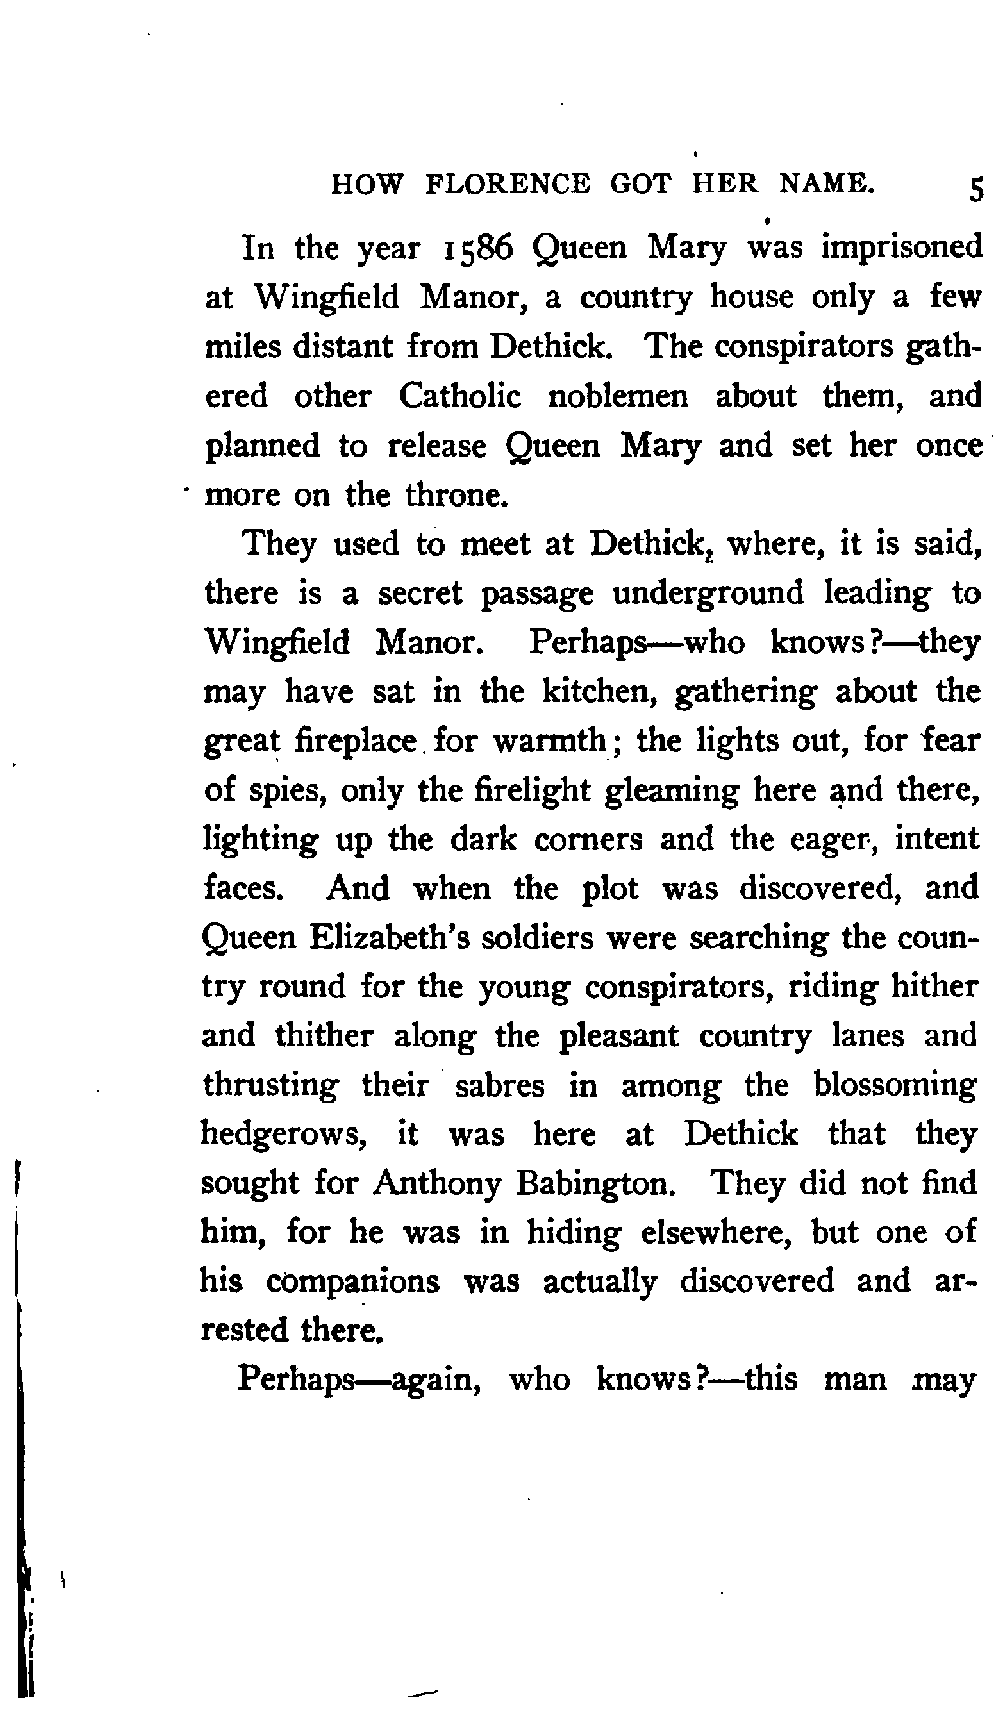 HOW FLORENCE GOT HER NAME. 5
In the year 1586 Queen Mary was imprisoned
at Wingfield Manor, a country house only a few
miles distant from Dethick. The conspirators gath-
ered other Catholic noblemen about them, and
planned to release Queen Mary and set her once
more on the throne.
They used to meet at Dethick, where, it is said,
there is a secret passage underground leading to
Wingfield Manor. Perhaps—who knows?—they
may have sat in the kitchen, gathering about the
great fireplace for warmth; the lights out, for fear
of spies, only the firelight gleaming here and there,
lighting up the dark corners and the eager, intent
faces. And when the plot was discovered, and
Queen Elizabeth's soldiers were searching the coun-
try round for the young conspirators, riding hither
and thither along the pleasant country lanes and
thrusting their sabres in among the blossoming
hedgerows, it was here at Dethick that they
sought for Anthony Babington. They did not find
him, for he was in hiding elsewhere, but one of
his companions was actually discovered and ar-
rested there.
Perhaps—again, who knows?—this man may